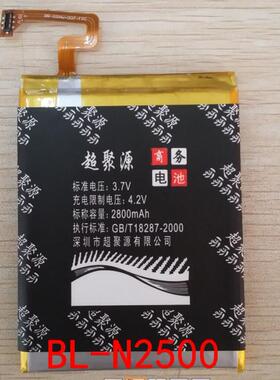 超聚源
商务
电池
标准电压：3.7V
充电限制电压：4.2V
标称容量：2800mAh
执行标准：GB/T18287-2000
深圳市超聚源科技有限公司
BL-N2500